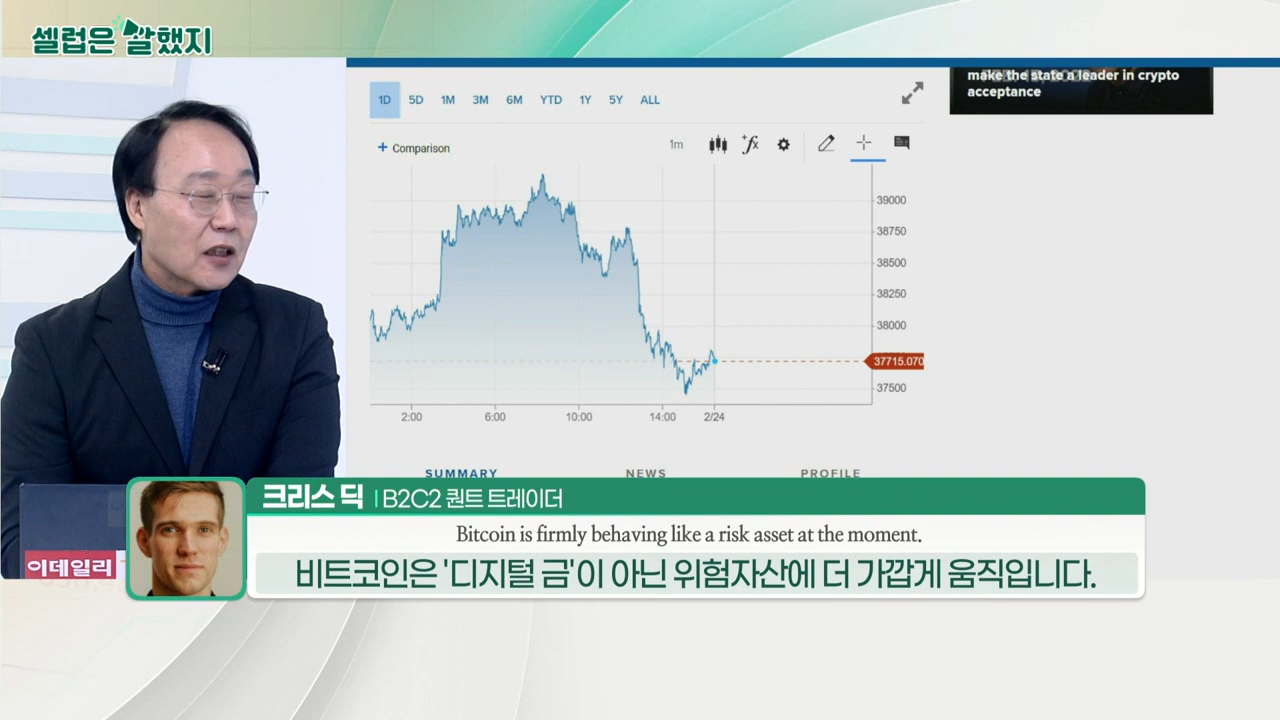 셀럽은 말했지
make the state a leader in crypto
acceptance
1D 5D 1M 3M 6M YTD 1Y 5Y ALL
+ Comparison
1m
+fx
39000
38750
38500
38250
38000
37715.070
37500
2:00 6:00 10:00 14:00 2/24
SUMMARY NEWS PROFILE
크리스 딕 | B2C2 퀀트 트레이더
Bitcoin is firmly behaving like a risk asset at the moment.
비트코인은 '디지털 금'이 아닌 위험자산에 더 가깝게 움직입니다.
이데일리